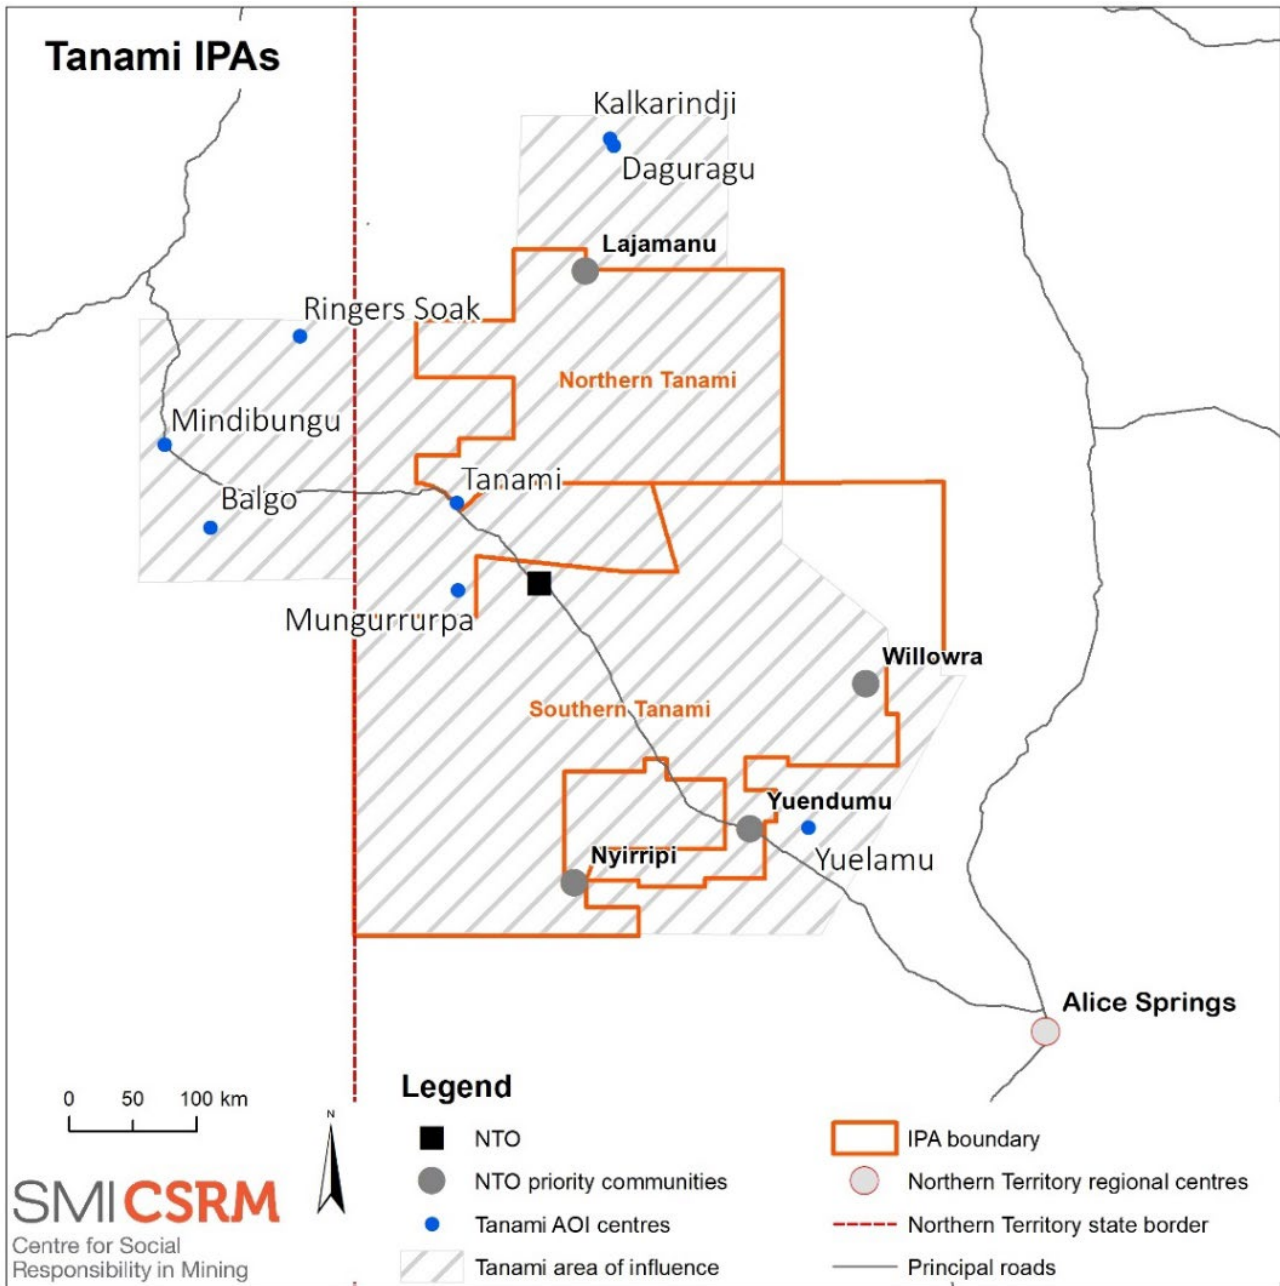 Tanami IPAs
Kalkarindji
Daguragu
Lajamanu
Ringers Soak
Northern Tanami
Mindibungu
Tanami
Balgo
Mungurrurpa
Willowra
Southern Tanami
Yuendumu
Nyirripi
Yuelamu
Alice Springs
0 50 100 km
N
Legend
NTO
NTO priority communities
Tanami AOI centres
Tanami area of influence
IPA boundary
Northern Territory regional centres
Northern Territory state border
Principal roads
SMI CSRM
Centre for Social
Responsibility in Mining